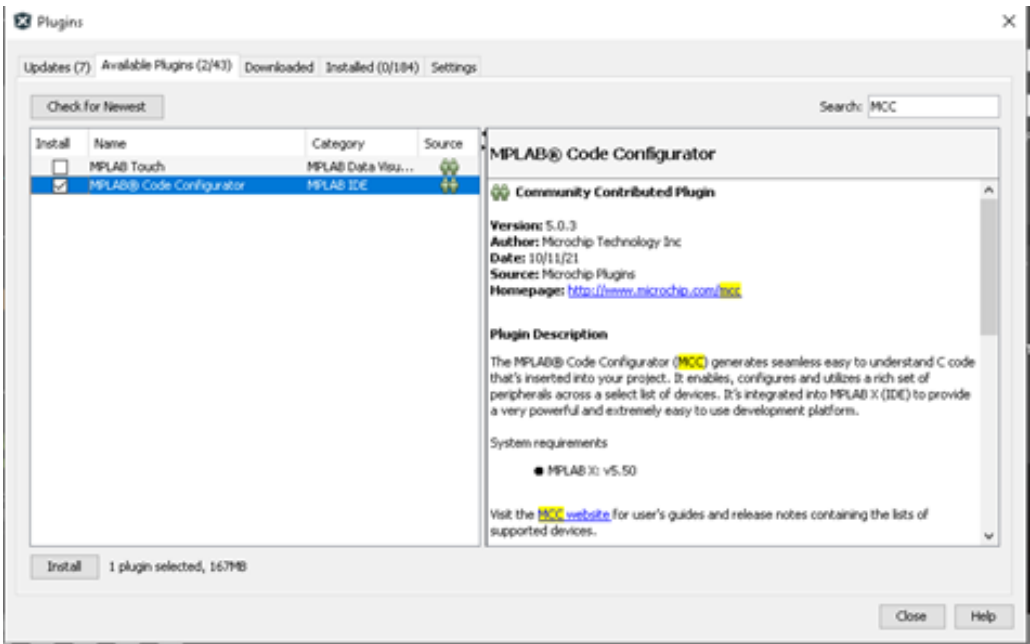 Plugins
Updates (7) Available Plugins (2/43) Downloaded Installed (0/184) Settings
Check for Newest
Search: MCC
Install Name Category Source
MPLAB Touch MPLAB Data Visu...
MPLAB® Code Configurator MPLAB IDE
MPLAB® Code Configurator
Community Contributed Plugin
Version: 5.0.3
Author: Microchip Technology Inc
Date: 10/11/21
Source: Microchip Plugins
Homepage: http://www.microchip.com/mcc
Plugin Description
The MPLAB® Code Configurator (MCC) generates seamless easy to understand C code
that's inserted into your project. It enables, configures and utilizes a rich set of
peripherals across a select list of devices. It's integrated into MPLAB X (IDE) to provide
a very powerful and extremely easy to use development platform.
System requirements
● MPLAB X: v5.50
Visit the MCC website for user's guides and release notes containing the lists of
supported devices.
Install 1 plugin selected, 167MB
Close Help